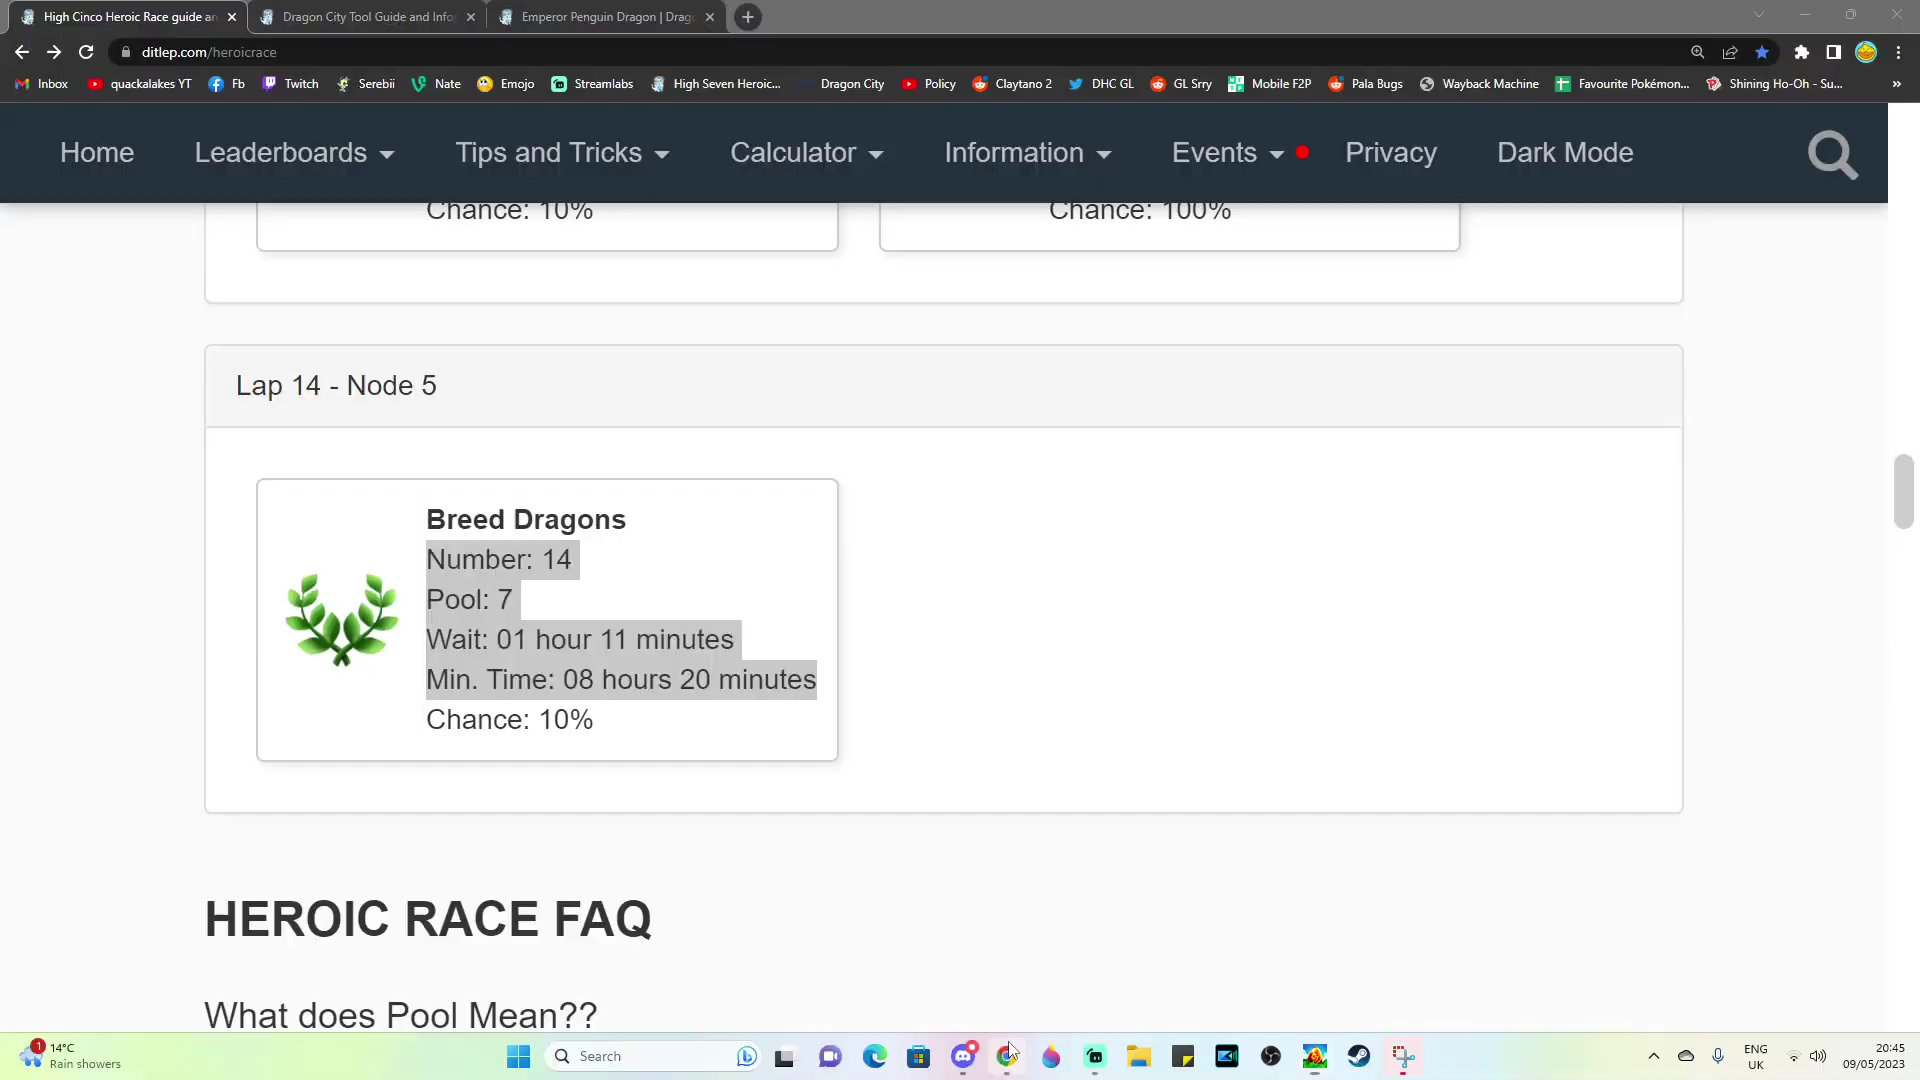 High Cinco Heroic Race guide an
Dragon City Tool Guide and Info
Emperor Penguin Dragon | Drag
ditlep.com/heroicrace
Inbox
quackalakes YT
Fb
Twitch
Serebii
Nate
Emojo
Streamlabs
High Seven Heroic...
Dragon City
Policy
Claytano 2
DHC GL
GL Srry
Mobile F2P
Pala Bugs
Wayback Machine
Favourite Pokémon...
Shining Ho-Oh - Su...
»
Home
Leaderboards
Tips and Tricks
Calculator
Information
Events
Privacy
Dark Mode
Chance: 10%
Chance: 100%
Lap 14 - Node 5
Breed Dragons
Number: 14
Pool: 7
Wait: 01 hour 11 minutes
Min. Time: 08 hours 20 minutes
Chance: 10%
HEROIC RACE FAQ
What does Pool Mean??
1
14°C
Rain showers
Search
ENG
UK
20:45
09/05/2023